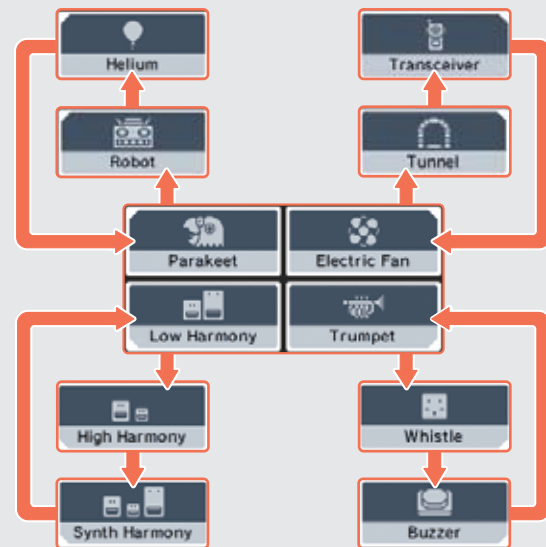 Helium
Transceiver
Robot
Tunnel
Parakeet
Electric Fan
Low Harmony
Trumpet
High Harmony
Whistle
Synth Harmony
Buzzer